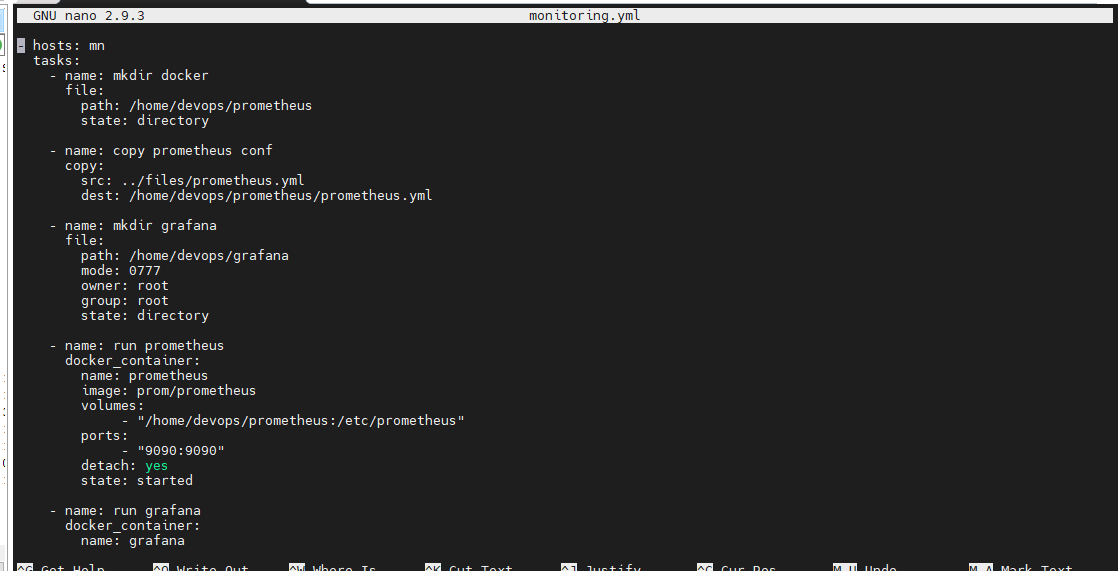 GNU nano 2.9.3 monitoring.yml
- hosts: mn
  tasks:
    - name: mkdir docker
      file:
        path: /home/devops/prometheus
        state: directory

    - name: copy prometheus conf
      copy:
        src: ../files/prometheus.yml
        dest: /home/devops/prometheus/prometheus.yml

    - name: mkdir grafana
      file:
        path: /home/devops/grafana
        mode: 0777
        owner: root
        group: root
        state: directory

    - name: run prometheus
      docker_container:
        name: prometheus
        image: prom/prometheus
        volumes:
             - "/home/devops/prometheus:/etc/prometheus"
        ports:
             - "9090:9090"
        detach: yes
        state: started

    - name: run grafana
      docker_container:
        name: grafana
^G Get Help ^O Write Out ^W Where Is ^K Cut Text ^J Justify ^C Cur Pos M-U Undo M-A Mark Text